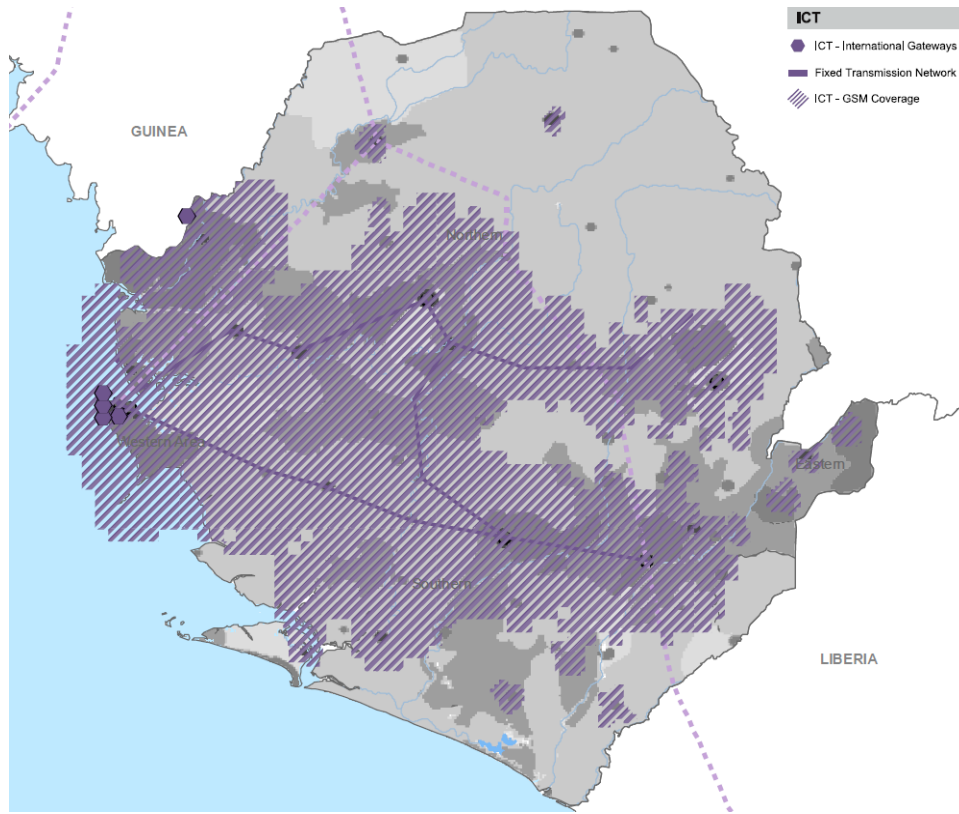 ICT
ICT - International Gateways
Fixed Transmission Network
ICT - GSM Coverage
GUINEA
Northern
Western Area
Eastern
Southern
LIBERIA